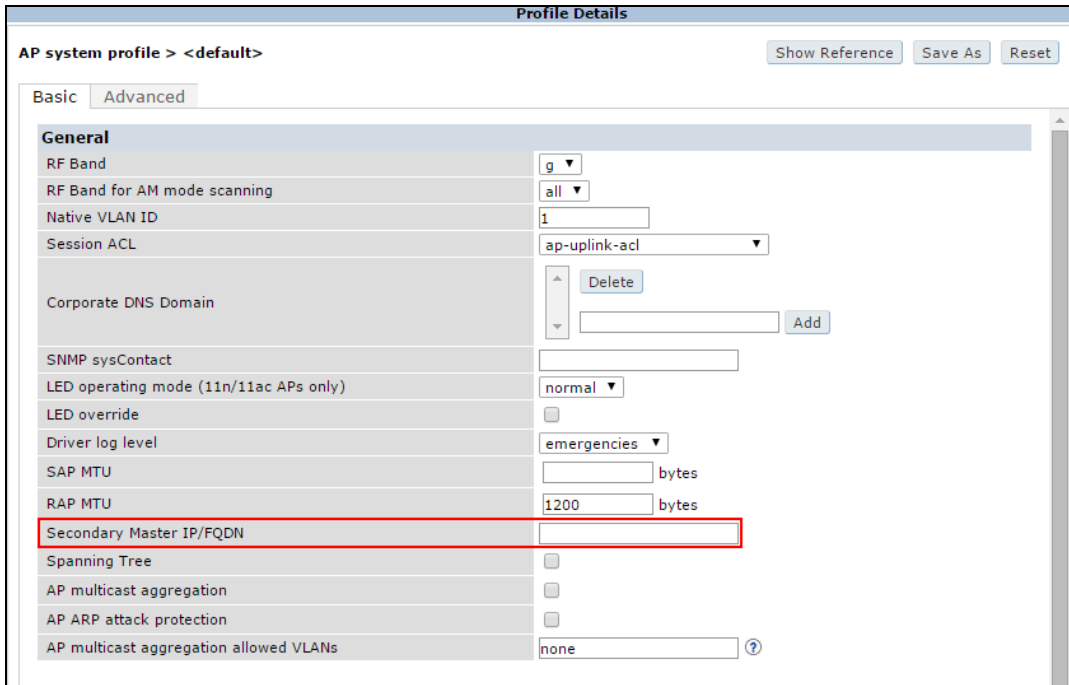 Profile Details
AP system profile > <default> Show Reference Save As Reset
Basic Advanced
General
RF Band g
RF Band for AM mode scanning all
Native VLAN ID 1
Session ACL ap-uplink-acl
Delete
Corporate DNS Domain
Add
SNMP sysContact
LED operating mode (11n/11ac APs only) normal
LED override
Driver log level emergencies
SAP MTU bytes
RAP MTU 1200 bytes
Secondary Master IP/FQDN
Spanning Tree
AP multicast aggregation
AP ARP attack protection
AP multicast aggregation allowed VLANs none ?